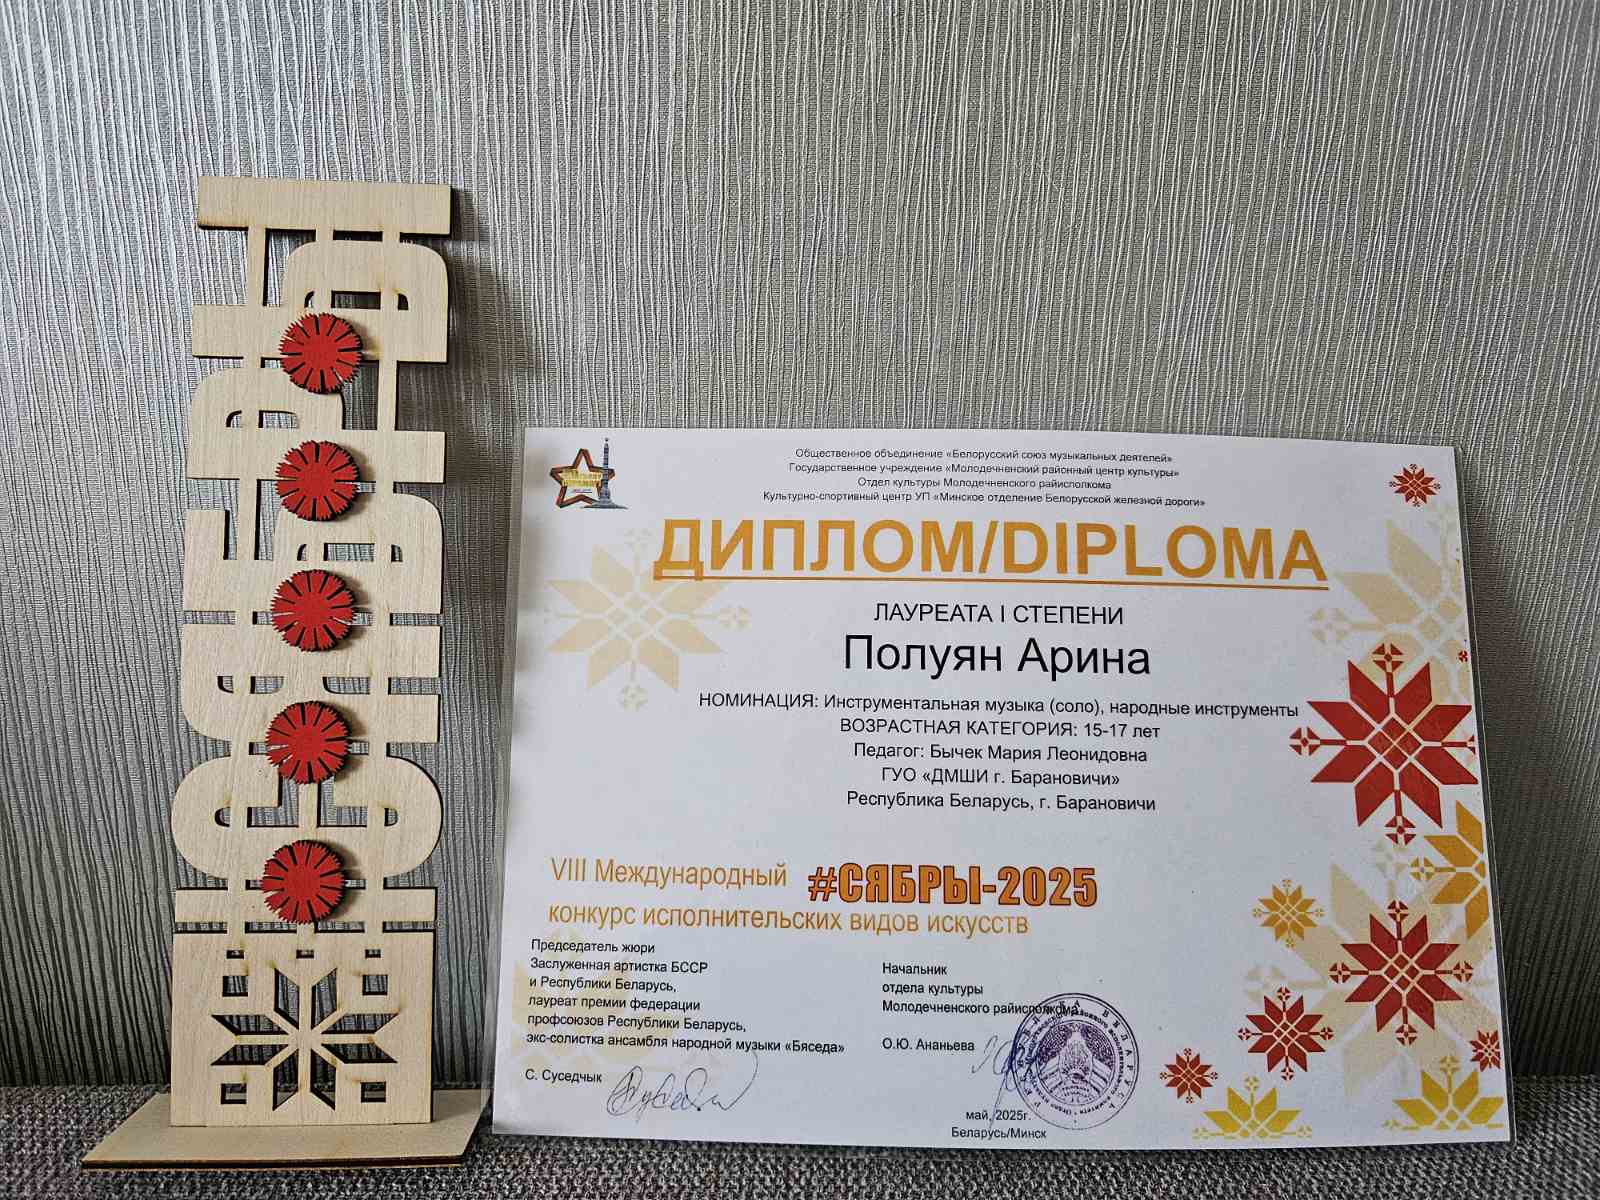 Общественное объединение «Белорусский союз музыкальных деятелей»
Государственное учреждение «Молодечненский районный центр культуры»
Отдел культуры Молодечненского райисполкома
Культурно-спортивный центр УП «Минское отделение Белорусской железной дороги»
ДИПЛОМ/DIPLOMA
ЛАУРЕАТА I СТЕПЕНИ
Полуян Арина
НОМИНАЦИЯ: Инструментальная музыка (соло), народные инструменты
ВОЗРАСТНАЯ КАТЕГОРИЯ: 15-17 лет
Педагог: Бычек Мария Леонидовна
ГУО «ДМШИ г. Барановичи»
Республика Беларусь, г. Барановичи
VIII Международный #СЯБРЫ-2025
конкурс исполнительских видов искусств
Председатель жюри
Заслуженная артистка БССР
и Республики Беларусь,
лауреат премии федерации
профсоюзов Республики Беларусь,
экс-солистка ансамбля народной музыки «Бяседа»
С. Суседчык
Начальник
отдела культуры
Молодечненского райисполкома
О.Ю. Ананьева
май, 2025г.
Беларусь/Минск